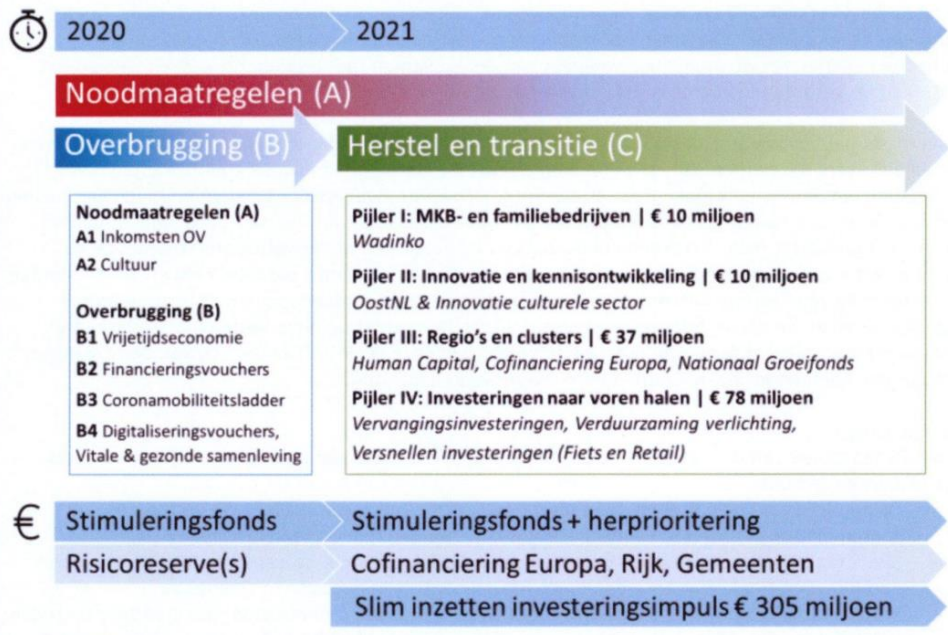 2020
2021
Noodmaatregelen (A)
Overbrugging (B)
Herstel en transitie (C)
Noodmaatregelen (A)
A1 Inkomsten OV
A2 Cultuur
Overbrugging (B)
B1 Vrijetijdseconomie
B2 Financieringsvouchers
B3 Coronamobiliteitsladder
B4 Digitaliseringsvouchers,
Vitale & gezonde samenleving
Pijler I: MKB- en familiebedrijven | € 10 miljoen
Wadinko
Pijler II: Innovatie en kennisontwikkeling | € 10 miljoen
OostNL & Innovatie culturele sector
Pijler III: Regio's en clusters | € 37 miljoen
Human Capital, Cofinanciering Europa, Nationaal Groeifonds
Pijler IV: Investeringen naar voren halen | € 78 miljoen
Vervangingsinvesteringen, Verduurzaming verlichting,
Versnellen investeringen (Fiets en Retail)
€
Stimuleringsfonds
Stimuleringsfonds + herprioritering
Risicoreserve(s)
Cofinanciering Europa, Rijk, Gemeenten
Slim inzetten investeringsimpuls € 305 miljoen